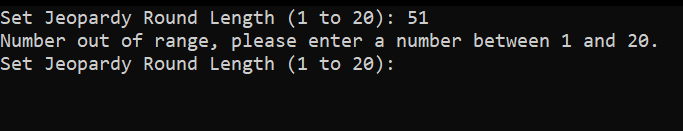 Set Jeopardy Round Length (1 to 20): 51
Number out of range, please enter a number between 1 and 20.
Set Jeopardy Round Length (1 to 20):